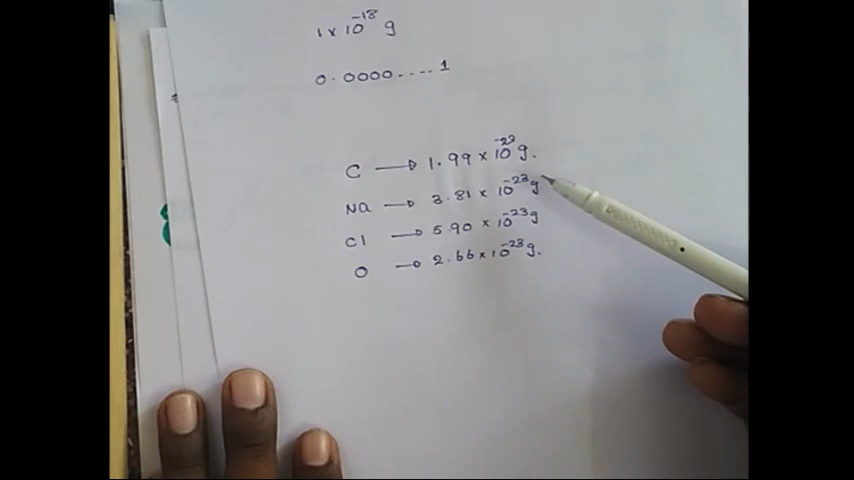 1 × 10⁻¹⁸ g
0.0000....1
C → 1.99 × 10⁻²³ g.
Na → 3.81 × 10⁻²³ g
Cl → 5.90 × 10⁻²³ g
O → 2.66 × 10⁻²³ g.